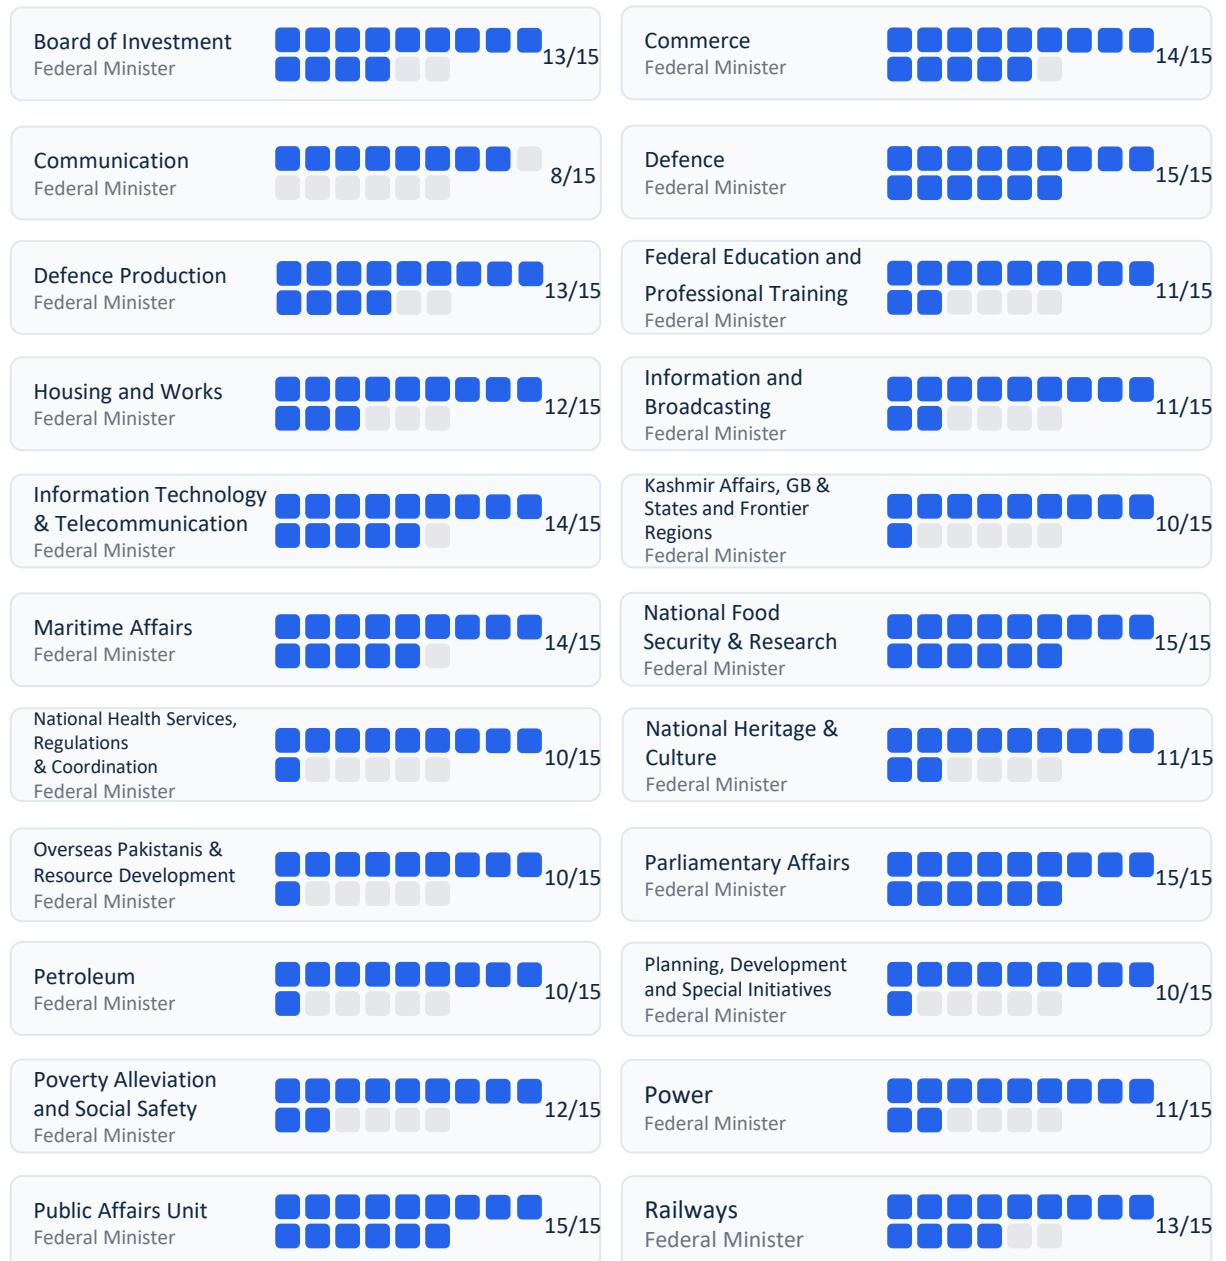 Board of Investment
Federal Minister
13/15
Commerce
Federal Minister
14/15
Communication
Federal Minister
8/15
Defence
Federal Minister
15/15
Defence Production
Federal Minister
13/15
Federal Education and
Professional Training
Federal Minister
11/15
Housing and Works
Federal Minister
12/15
Information and
Broadcasting
Federal Minister
11/15
Information Technology
& Telecommunication
Federal Minister
14/15
Kashmir Affairs, GB &
States and Frontier
Regions
Federal Minister
10/15
Maritime Affairs
Federal Minister
14/15
National Food
Security & Research
Federal Minister
15/15
National Health Services,
Regulations
& Coordination
Federal Minister
10/15
National Heritage &
Culture
Federal Minister
11/15
Overseas Pakistanis &
Resource Development
Federal Minister
10/15
Parliamentary Affairs
Federal Minister
15/15
Petroleum
Federal Minister
10/15
Planning, Development
and Special Initiatives
Federal Minister
10/15
Poverty Alleviation
and Social Safety
Federal Minister
12/15
Power
Federal Minister
11/15
Public Affairs Unit
Federal Minister
15/15
Railways
Federal Minister
13/15